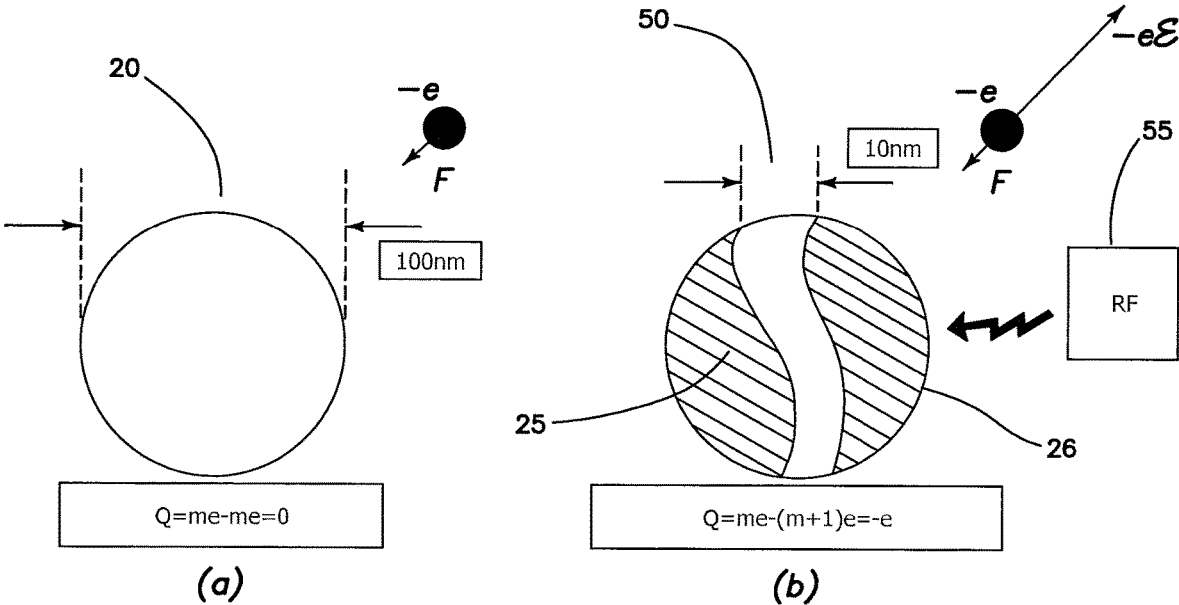 20
-e
F
100nm
Q=me-me=0
(a)
50
-eℰ
-e
10nm
F
55
RF
25
26
Q=me-(m+1)e=-e
(b)